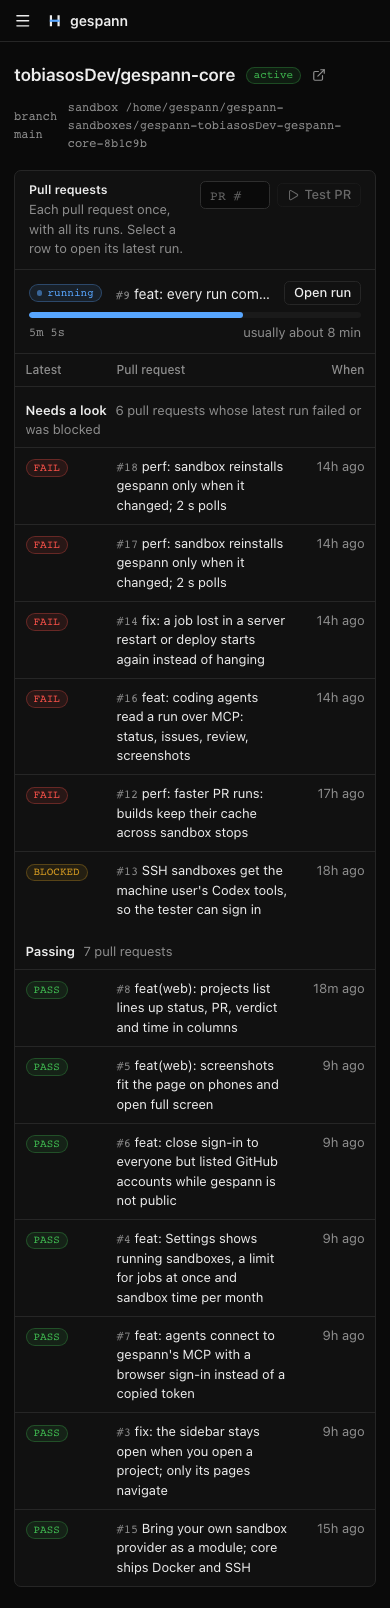 gespann
tobiasosDev/gespann-core active
branch
main
sandbox /home/gespann/gespann-
sandboxes/gespann-tobiasosDev-gespann-
core-8b1c9b
Pull requests
Each pull request once,
with all its runs. Select a
row to open its latest run.
PR #
Test PR
running #9 feat: every run com... Open run
5m 5s usually about 8 min
Latest Pull request When
Needs a look 6 pull requests whose latest run failed or
was blocked
FAIL #18 perf: sandbox reinstalls 14h ago
gespann only when it
changed; 2 s polls
FAIL #17 perf: sandbox reinstalls 14h ago
gespann only when it
changed; 2 s polls
FAIL #14 fix: a job lost in a server 14h ago
restart or deploy starts
again instead of hanging
FAIL #16 feat: coding agents 14h ago
read a run over MCP:
status, issues, review,
screenshots
FAIL #12 perf: faster PR runs: 17h ago
builds keep their cache
across sandbox stops
BLOCKED #13 SSH sandboxes get the 18h ago
machine user's Codex tools,
so the tester can sign in
Passing 7 pull requests
PASS #8 feat(web): projects list 18m ago
lines up status, PR, verdict
and time in columns
PASS #5 feat(web): screenshots 9h ago
fit the page on phones and
open full screen
PASS #6 feat: close sign-in to 9h ago
everyone but listed GitHub
accounts while gespann is
not public
PASS #4 feat: Settings shows 9h ago
running sandboxes, a limit
for jobs at once and
sandbox time per month
PASS #7 feat: agents connect to 9h ago
gespann's MCP with a
browser sign-in instead of a
copied token
PASS #3 fix: the sidebar stays 9h ago
open when you open a
project; only its pages
navigate
PASS #15 Bring your own sandbox 15h ago
provider as a module; core
ships Docker and SSH